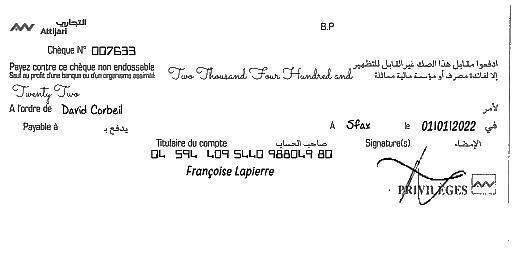 التجاري
Attijari
B.P
Chèque N° 007633
Payez contre ce chèque non endossable
Sauf au profit d'une banque ou d'un organisme assimilé
ادفعوا مقابل هذا الصك غير القابل للتظهير
إلا لفائدة مصرف أو مؤسسة مالية مماثلة
Two Thousand Four Hundred and
Twenty Two
A l'ordre de David Corbeil لأمر
Payable à يدفع بـ A Sfax le 01/01/2022 في
Titulaire du compte صاحب الحساب Signature(s) الإمضاء
04 594 409 5440 988049 80
Françoise Lapierre
PRIVILÈGES